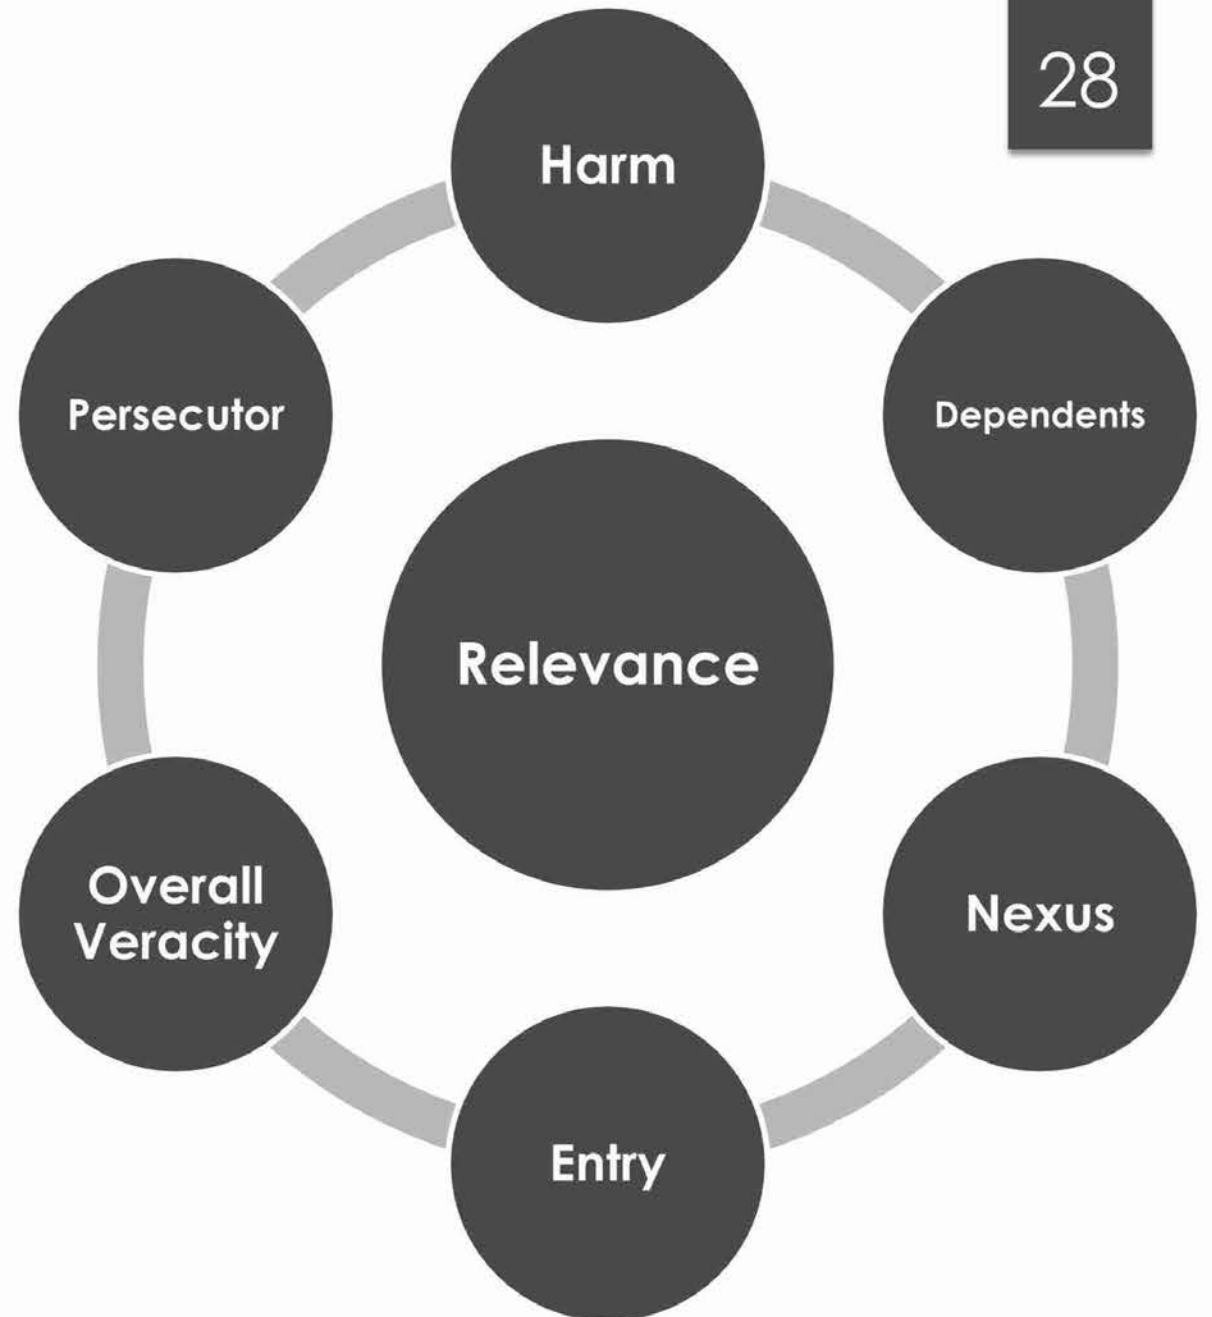 28
Harm
Persecutor
Dependents
Relevance
Overall
Veracity
Nexus
Entry